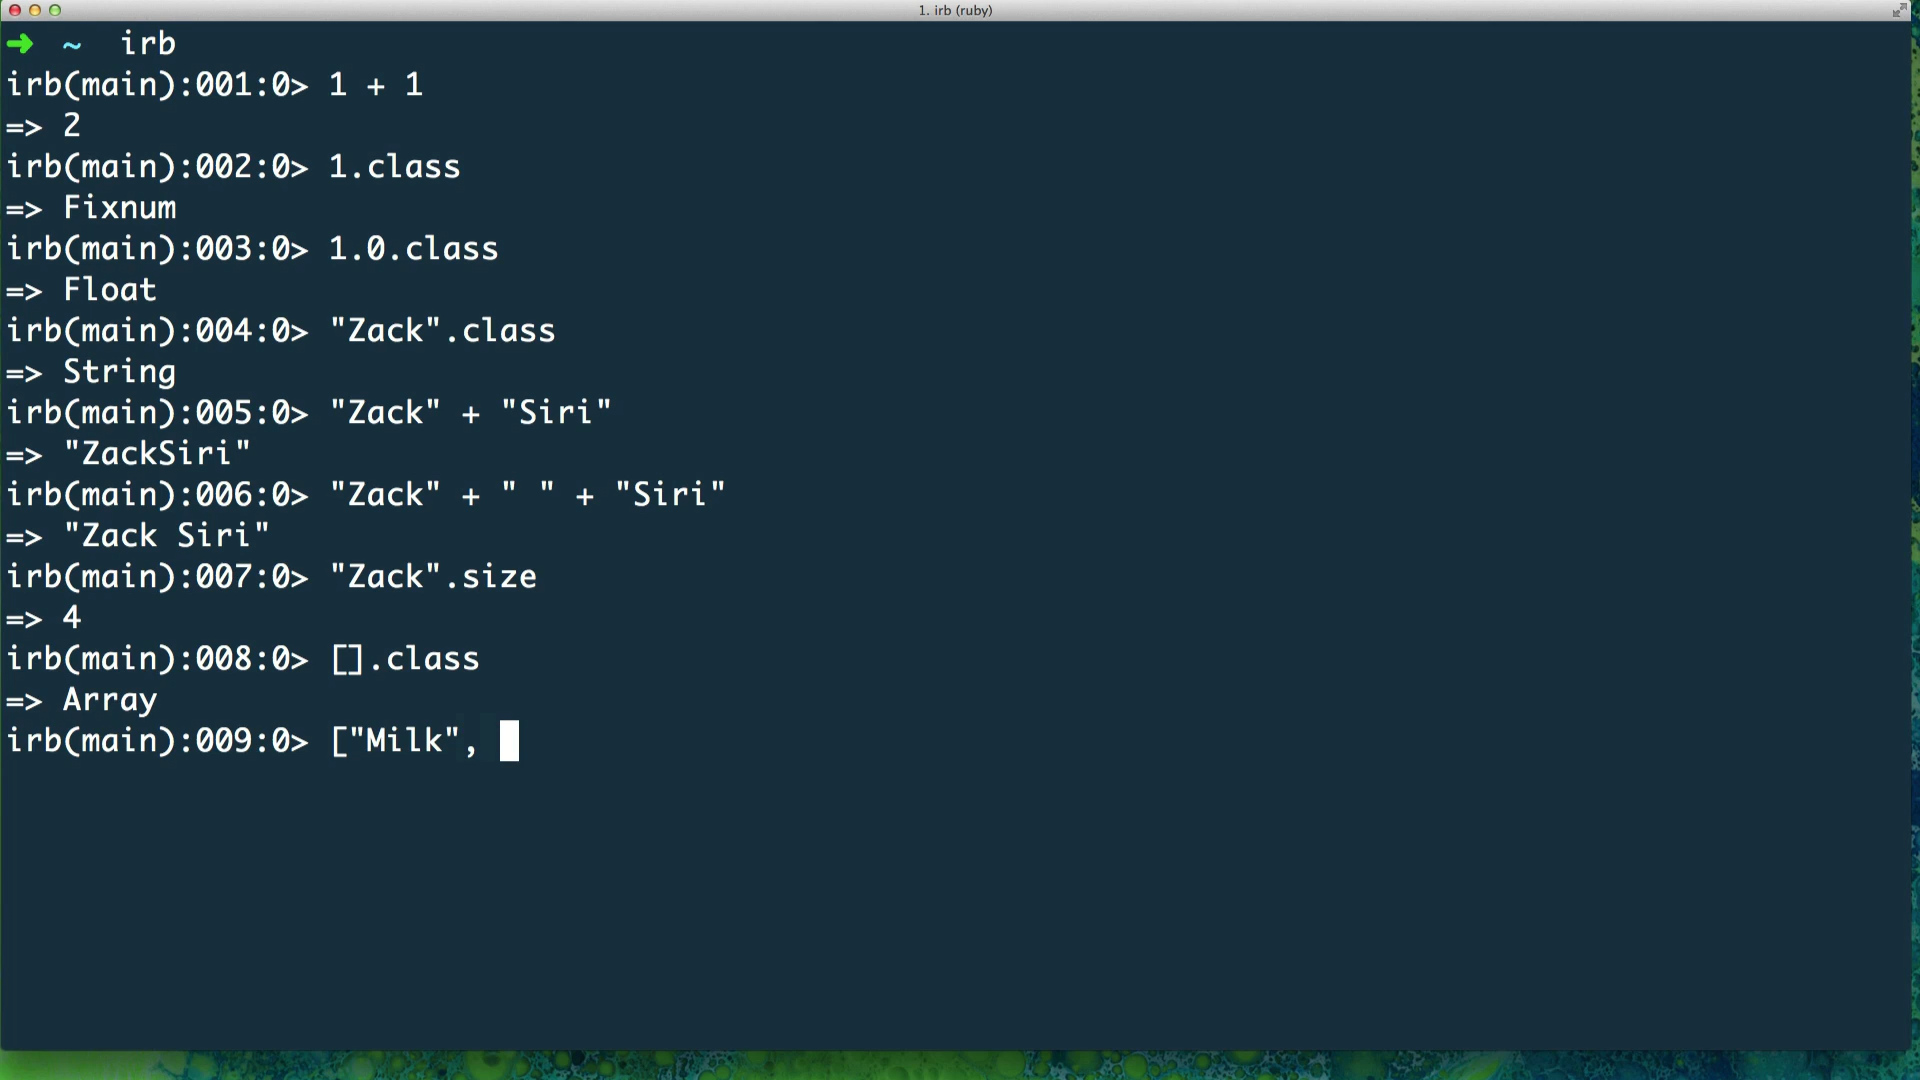 1. irb (ruby)
➜ ~ irb
irb(main):001:0> 1 + 1
=> 2
irb(main):002:0> 1.class
=> Fixnum
irb(main):003:0> 1.0.class
=> Float
irb(main):004:0> "Zack".class
=> String
irb(main):005:0> "Zack" + "Siri"
=> "ZackSiri"
irb(main):006:0> "Zack" + " " + "Siri"
=> "Zack Siri"
irb(main):007:0> "Zack".size
=> 4
irb(main):008:0> [].class
=> Array
irb(main):009:0> ["Milk",